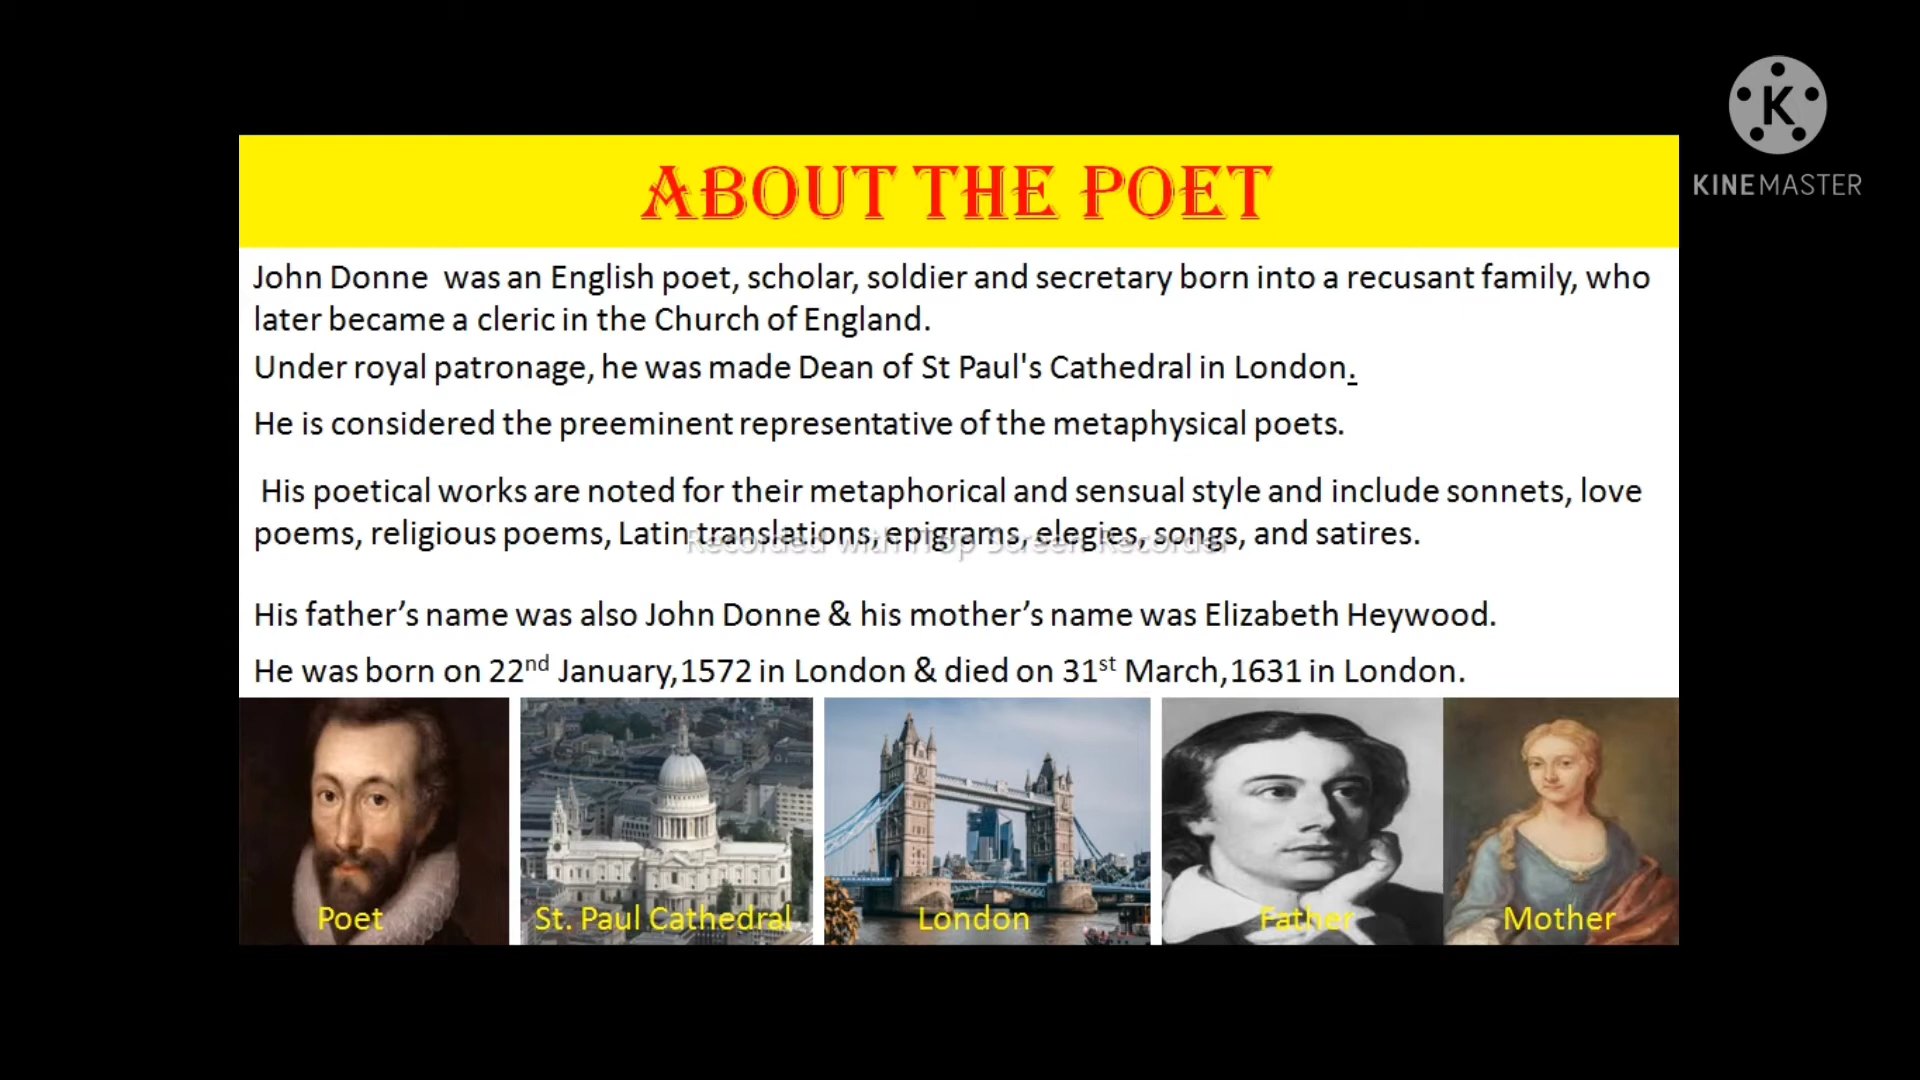 KINEMASTER
ABOUT THE POET
John Donne was an English poet, scholar, soldier and secretary born into a recusant family, who
later became a cleric in the Church of England.
Under royal patronage, he was made Dean of St Paul's Cathedral in London.
He is considered the preeminent representative of the metaphysical poets.
His poetical works are noted for their metaphorical and sensual style and include sonnets, love
poems, religious poems, Latin translations, epigrams, elegies, songs, and satires.
Recorded with iTop Screen Recorder
His father’s name was also John Donne & his mother’s name was Elizabeth Heywood.
He was born on 22nd January,1572 in London & died on 31st March,1631 in London.
Poet St. Paul Cathedral London Father Mother